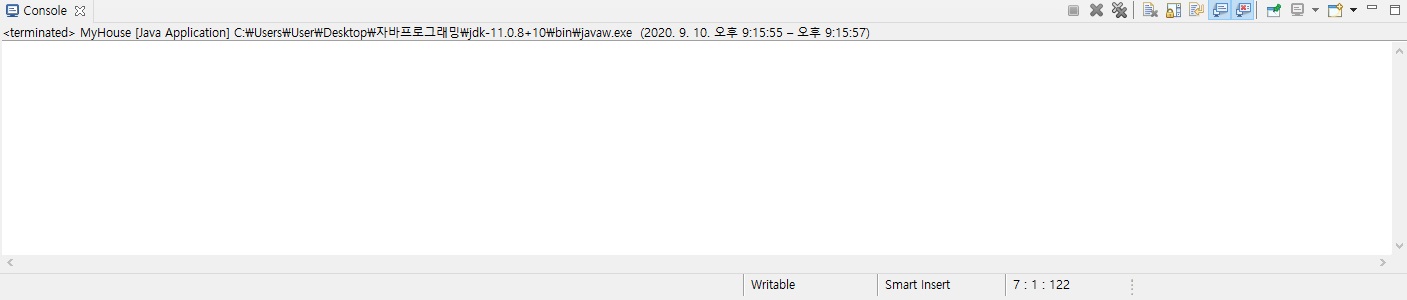 Console
<terminated> MyHouse [Java Application] C:₩Users₩User₩Desktop₩자바프로그래밍₩jdk-11.0.8+10₩bin₩javaw.exe (2020. 9. 10. 오후 9:15:55 – 오후 9:15:57)
Writable Smart Insert 7 : 1 : 122